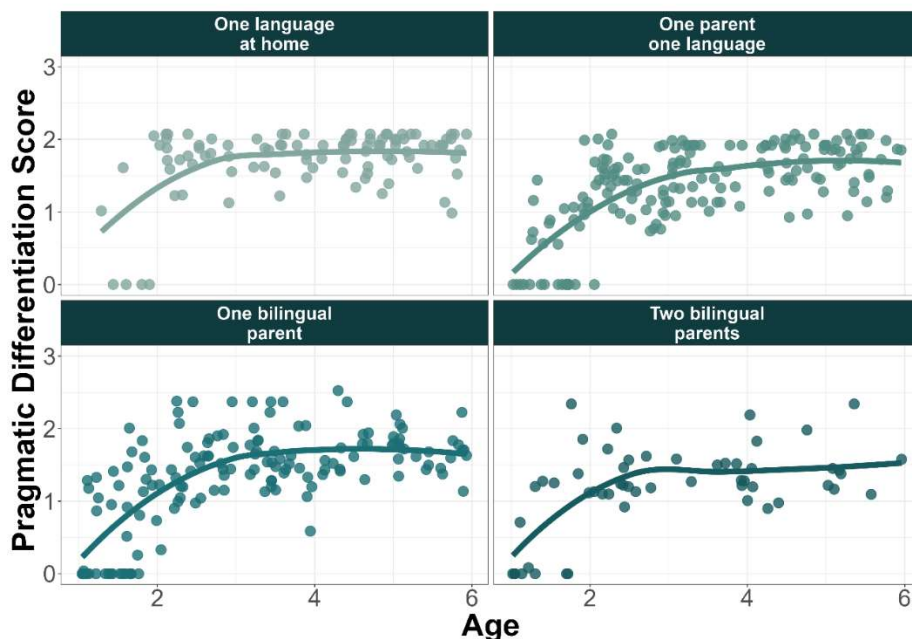 One language
at home
One parent
one language
3
2
1
0
Pragmatic Differentiation Score
One bilingual
parent
Two bilingual
parents
3
2
1
0
2
4
6
2
4
6
Age